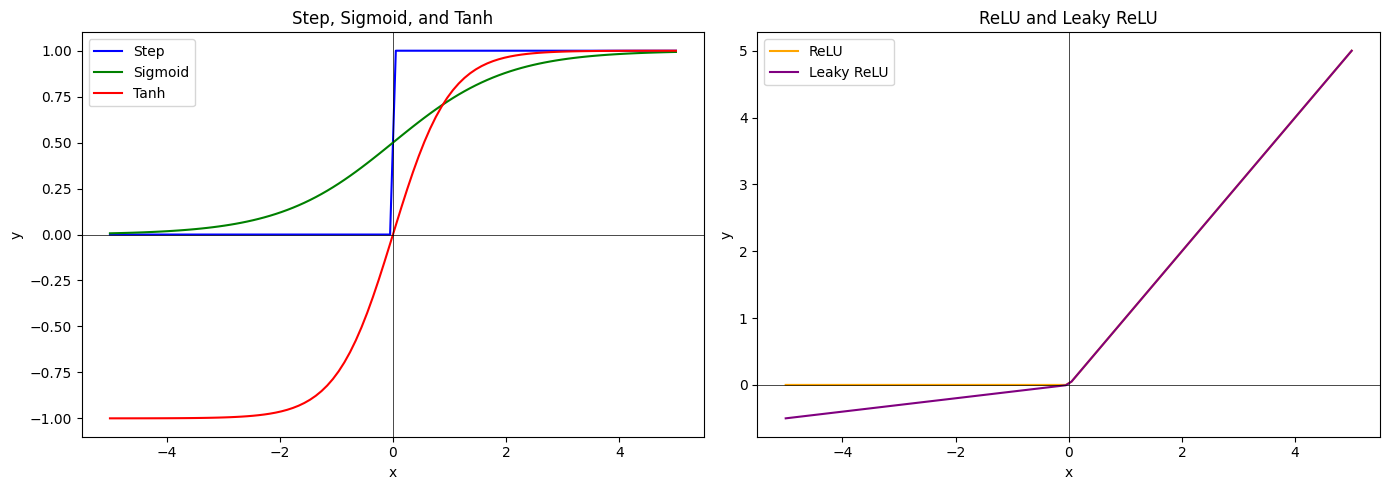 Step, Sigmoid, and Tanh
1.00
0.75
0.50
0.25
0.00
−0.25
−0.50
−0.75
−1.00
y
Step
Sigmoid
Tanh
−4
−2
0
2
4
x
ReLU and Leaky ReLU
5
4
3
2
1
0
y
ReLU
Leaky ReLU
−4
−2
0
2
4
x